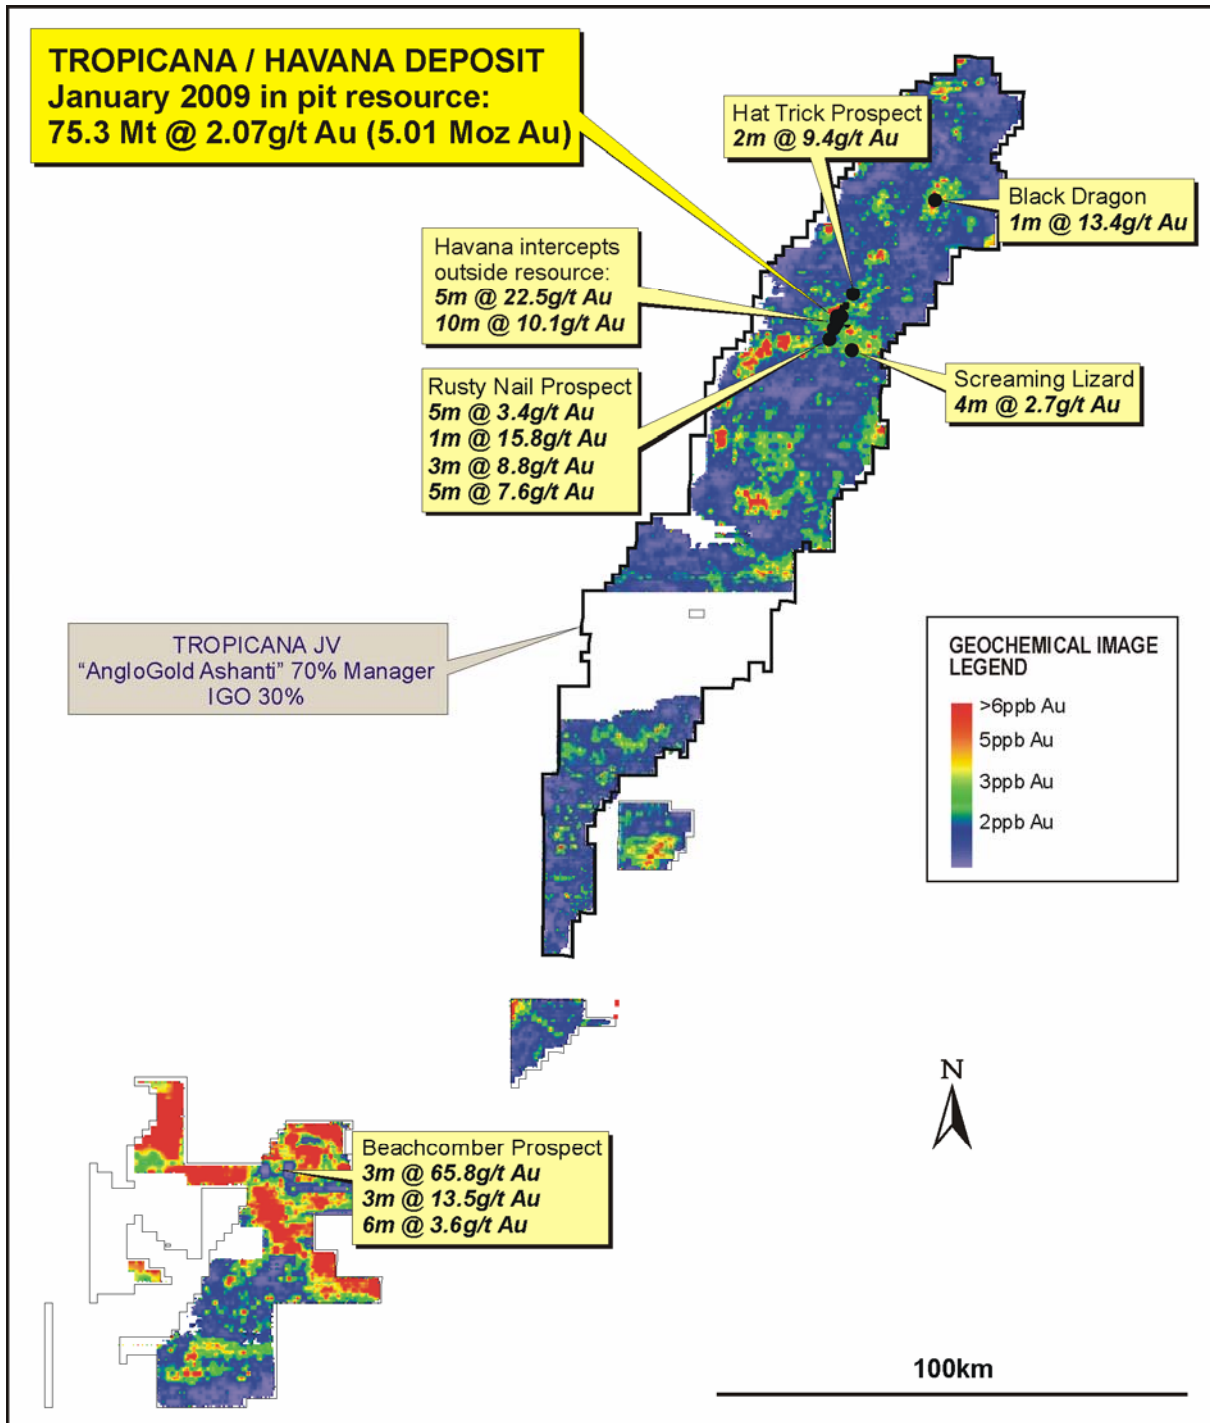 TROPICANA / HAVANA DEPOSIT
January 2009 in pit resource:
75.3 Mt @ 2.07g/t Au (5.01 Moz Au)
Hat Trick Prospect
2m @ 9.4g/t Au
Black Dragon
1m @ 13.4g/t Au
Havana intercepts
outside resource:
5m @ 22.5g/t Au
10m @ 10.1g/t Au
Rusty Nail Prospect
5m @ 3.4g/t Au
1m @ 15.8g/t Au
3m @ 8.8g/t Au
5m @ 7.6g/t Au
Screaming Lizard
4m @ 2.7g/t Au
TROPICANA JV
“AngloGold Ashanti” 70% Manager
IGO 30%
GEOCHEMICAL IMAGE
LEGEND
>6ppb Au
5ppb Au
3ppb Au
2ppb Au
N
Beachcomber Prospect
3m @ 65.8g/t Au
3m @ 13.5g/t Au
6m @ 3.6g/t Au
100km